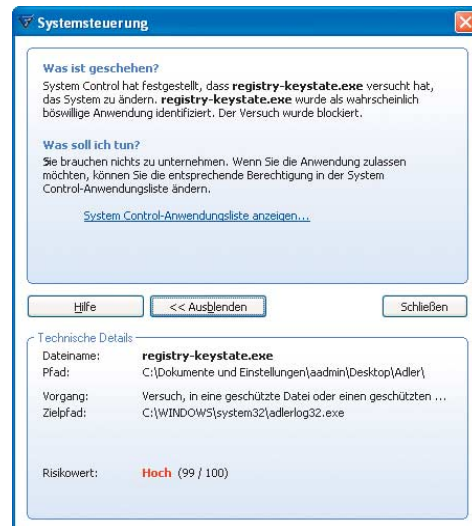 Systemsteuerung
Was ist geschehen?
System Control hat festgestellt, dass registry-keystate.exe versucht hat,
das System zu ändern. registry-keystate.exe wurde als wahrscheinlich
böswillige Anwendung identifiziert. Der Versuch wurde blockiert.
Was soll ich tun?
Sie brauchen nichts zu unternehmen. Wenn Sie die Anwendung zulassen
möchten, können Sie die entsprechende Berechtigung in der System
Control-Anwendungsliste ändern.
System Control-Anwendungsliste anzeigen...
Hilfe << Ausblenden Schließen
Technische Details
Dateiname: registry-keystate.exe
Pfad: C:\Dokumente und Einstellungen\aadmin\Desktop\Adler\
Vorgang: Versuch, in eine geschützte Datei oder einen geschützten ...
Zielpfad: C:\WINDOWS\system32\adlerlog32.exe
Risikowert: Hoch (99 / 100)